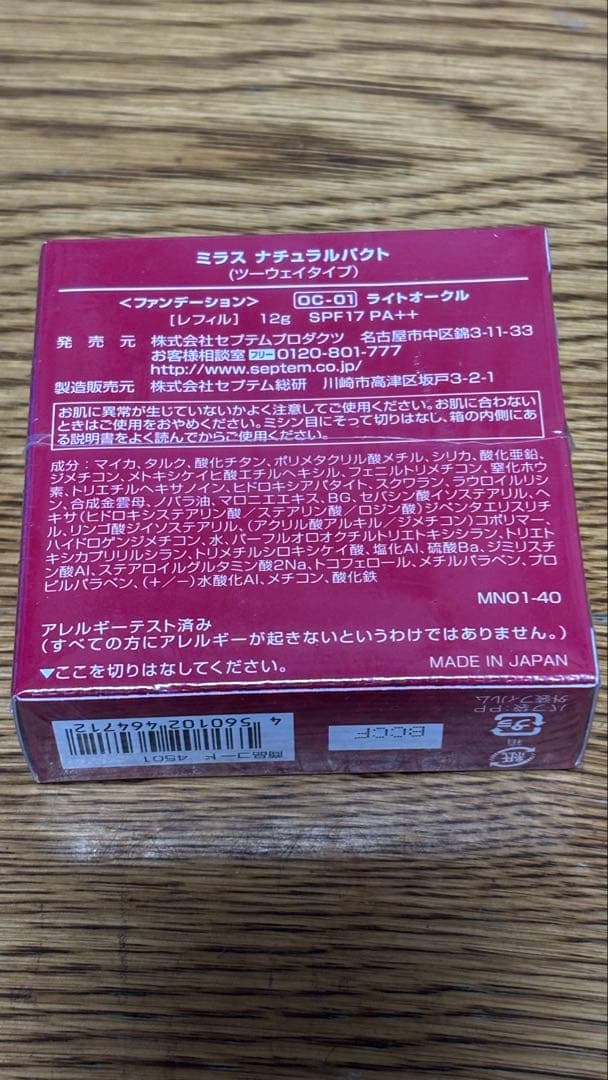 ミラス ナチュラルパクト
(ツーウェイタイプ)
<ファンデーション> OC-01 ライトオークル
[レフィル] 12g SPF17 PA++
発売元 株式会社セプテムプロダクツ 名古屋市中区錦3-11-33
お客様相談室 フリー 0120-801-777
http://www.septem.co.jp/
製造販売元 株式会社セプテム総研 川崎市高津区坂戸3-2-1
お肌に異常が生じていないかよく注意してご使用ください。お肌に合わない
ときはご使用をおやめください。ミシン目にそって切りはなし、箱の内側にあ
る説明書をよく読んでからご使用ください。
成分:マイカ、タルク、酸化チタン、ポリメタクリル酸メチル、シリカ、酸化亜鉛、
ジメチコン、メトキシケイヒ酸エチルヘキシル、フェニルトリメチコン、窒化ホウ
素、トリエチルヘキサノイン、ヒドロキシアパタイト、スクワラン、ラウロイルリシ
ン、合成金雲母、ノバラ油、マロニエエキス、BG、セバシン酸イソステアリル、ヘ
キサ(ヒドロキシステアリン酸/ステアリン酸/ロジン酸)ジペンタエリスリチ
ル、リンゴ酸ジイソステアリル、(アクリル酸アルキル/ジメチコン)コポリマー、
ハイドロゲンジメチコン、水、パーフルオロオクチルトリエトキシシラン、トリエト
キシカプリリルシラン、トリメチルシロキシケイ酸、塩化Al、硫酸Ba、ジミリスチ
ン酸Al、ステアロイルグルタミン酸2Na、トコフェロール、メチルパラベン、プロ
ピルパラベン、(+/−)水酸化Al、メチコン、酸化鉄
MN01-40
アレルギーテスト済み
(すべての方にアレルギーが起きないというわけではありません。)
▼ここを切りはなしてください。
MADE IN JAPAN
4 560102 464712
商品コード 4501
BCCF
パフ袋:PP
外装フィルム
プラ
箱
紙